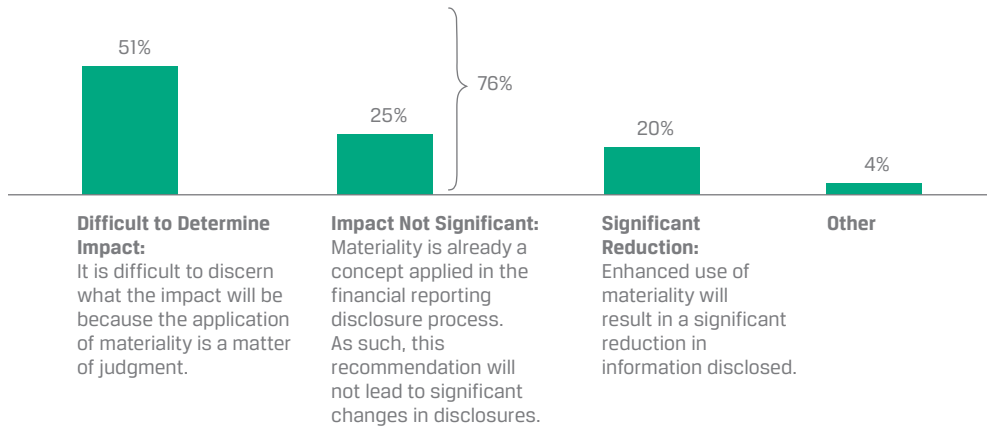 51%
25%
76%
20%
4%
Difficult to Determine
Impact:
It is difficult to discern
what the impact will be
because the application
of materiality is a matter
of judgment.
Impact Not Significant:
Materiality is already a
concept applied in the
financial reporting
disclosure process.
As such, this
recommendation will
not lead to significant
changes in disclosures.
Significant
Reduction:
Enhanced use of
materiality will
result in a significant
reduction in
information disclosed.
Other